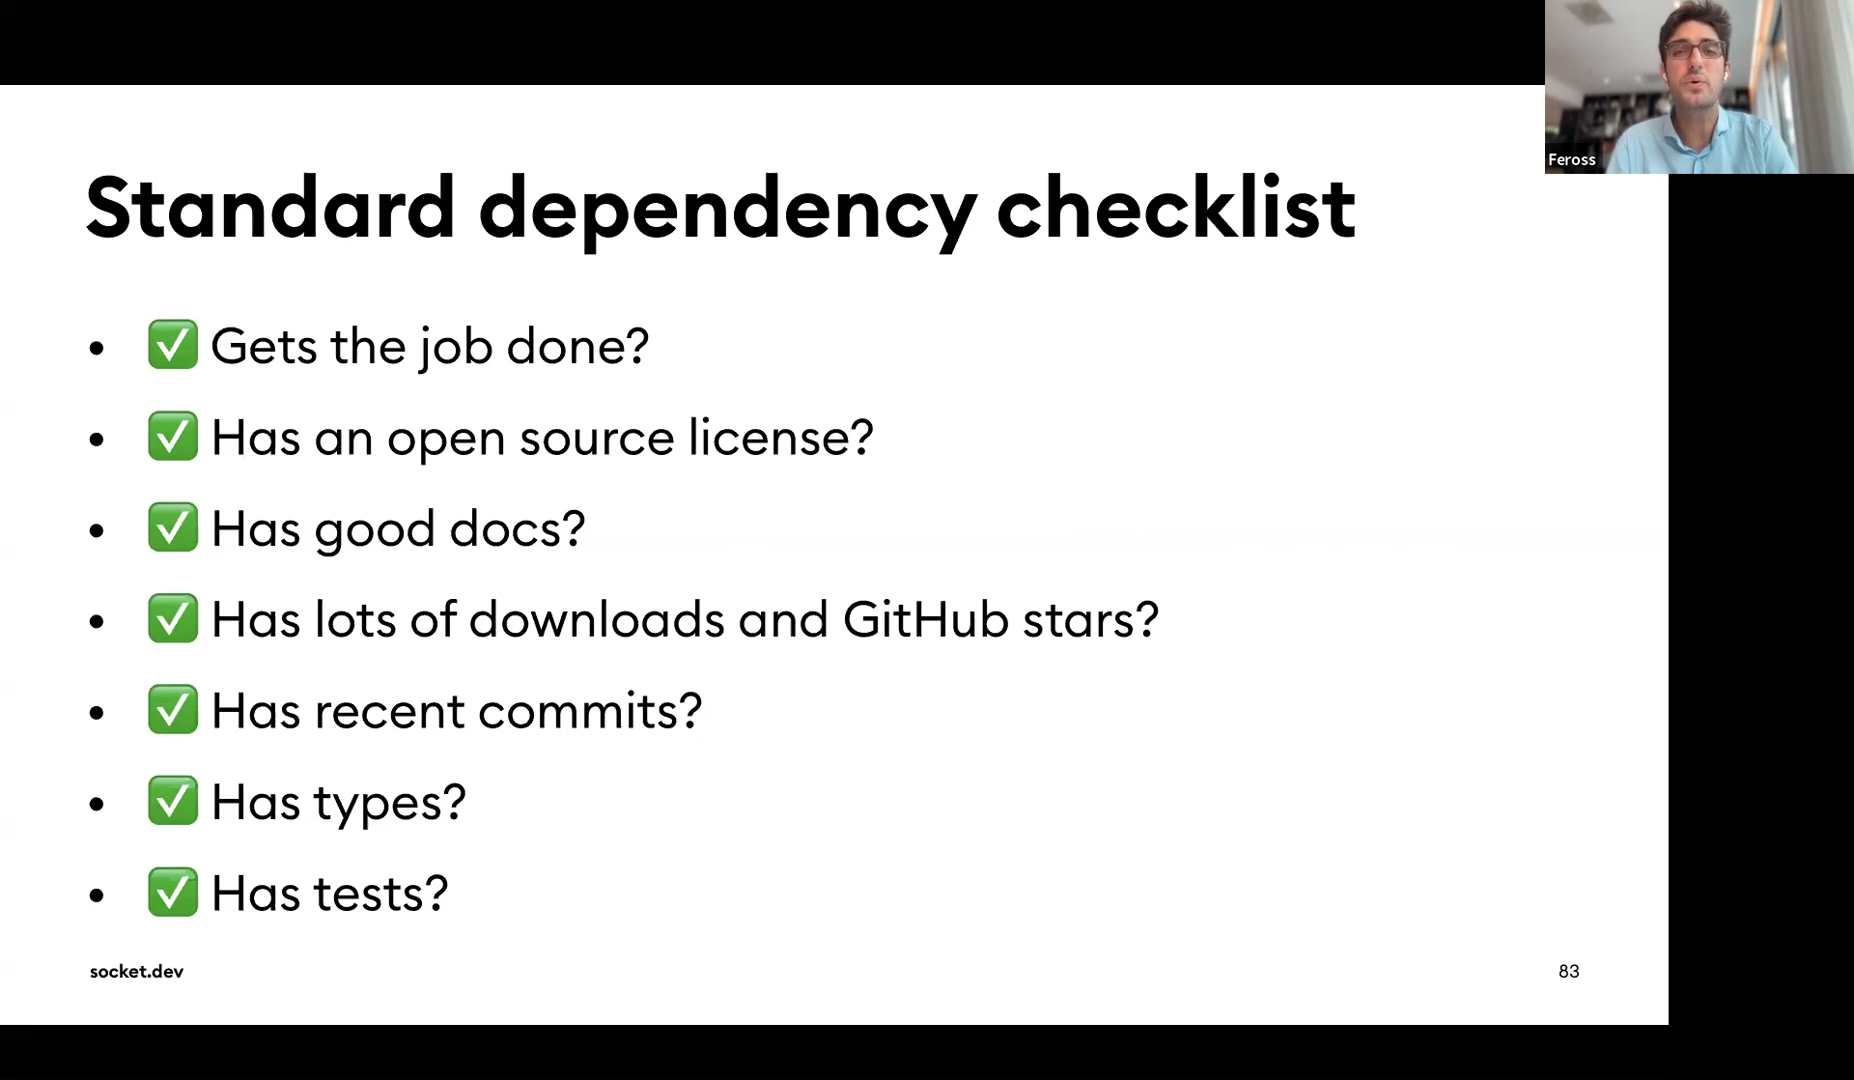 Feross
Standard dependency checklist
• ✅ Gets the job done?
• ✅ Has an open source license?
• ✅ Has good docs?
• ✅ Has lots of downloads and GitHub stars?
• ✅ Has recent commits?
• ✅ Has types?
• ✅ Has tests?
socket.dev
83